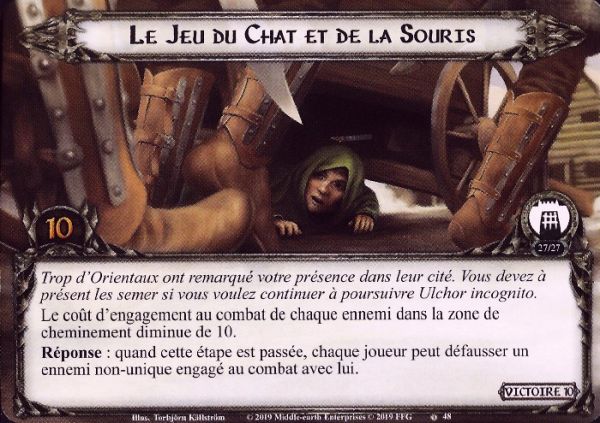 Le Jeu du Chat et de la Souris
10
27/27
Trop d'Orientaux ont remarqué votre présence dans leur cité. Vous devez à
présent les semer si vous voulez continuer à poursuivre Ulchor incognito.
Le coût d'engagement au combat de chaque ennemi dans la zone de
cheminement diminue de 10.
Réponse : quand cette étape est passée, chaque joueur peut défausser un
ennemi non-unique engagé au combat avec lui.
VICTOIRE 10
Illus. Torbjörn Källström © 2019 Middle-earth Enterprises © 2019 FFG 48